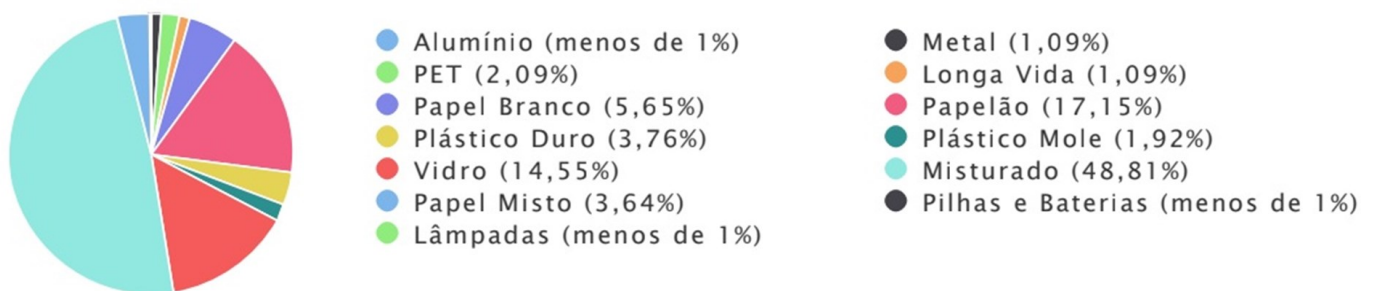 Alumínio (menos de 1%)
PET (2,09%)
Papel Branco (5,65%)
Plástico Duro (3,76%)
Vidro (14,55%)
Papel Misto (3,64%)
Lâmpadas (menos de 1%)
Metal (1,09%)
Longa Vida (1,09%)
Papelão (17,15%)
Plástico Mole (1,92%)
Misturado (48,81%)
Pilhas e Baterias (menos de 1%)